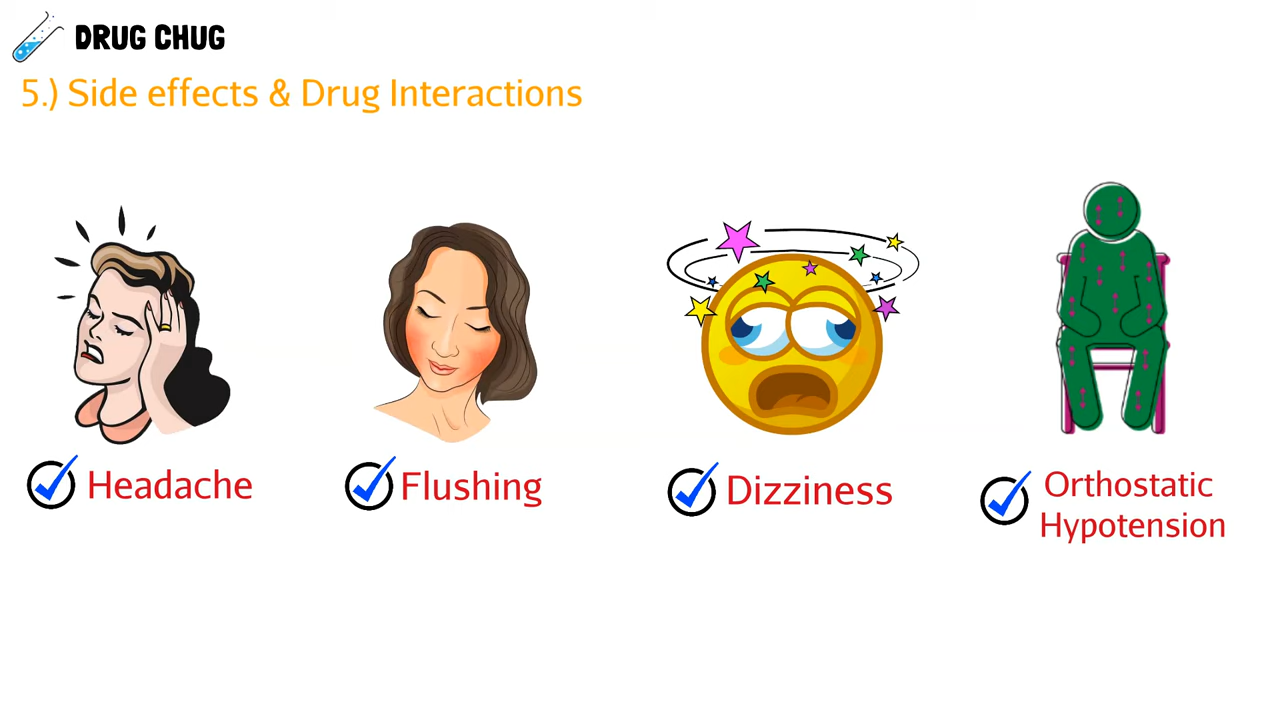 DRUG CHUG
5.) Side effects & Drug Interactions
Headache
Flushing
Dizziness
Orthostatic
Hypotension